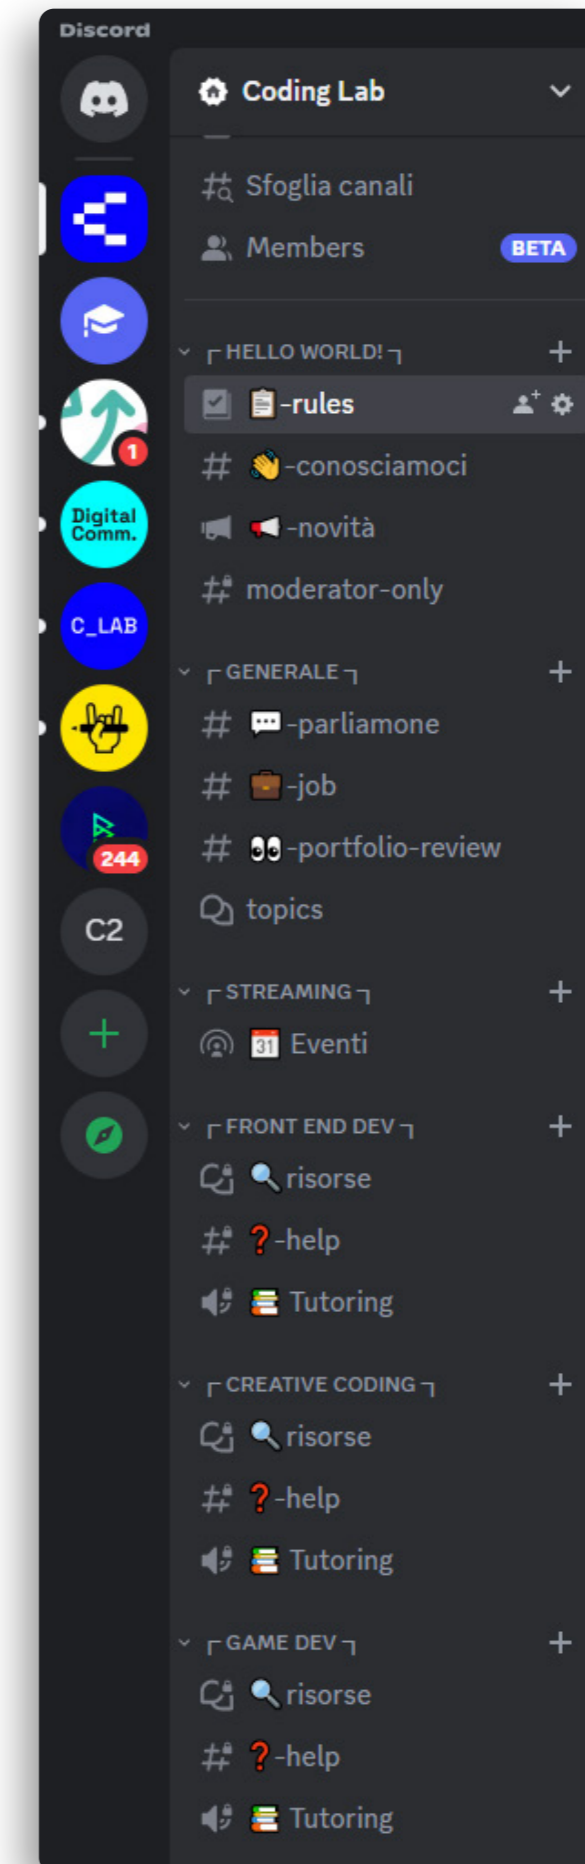 Discord
Coding Lab
Sfoglia canali
Members BETA
┌ HELLO WORLD! ┐
📋-rules
👋-conosciamoci
📢-novità
moderator-only
┌ GENERALE ┐
💬-parliamone
💼-job
👀-portfolio-review
topics
┌ STREAMING ┐
📅 Eventi
┌ FRONT END DEV ┐
🔍risorse
❓-help
📚 Tutoring
┌ CREATIVE CODING ┐
🔍risorse
❓-help
📚 Tutoring
┌ GAME DEV ┐
🔍risorse
❓-help
📚 Tutoring
1
Digital
Comm.
C_LAB
244
C2
31